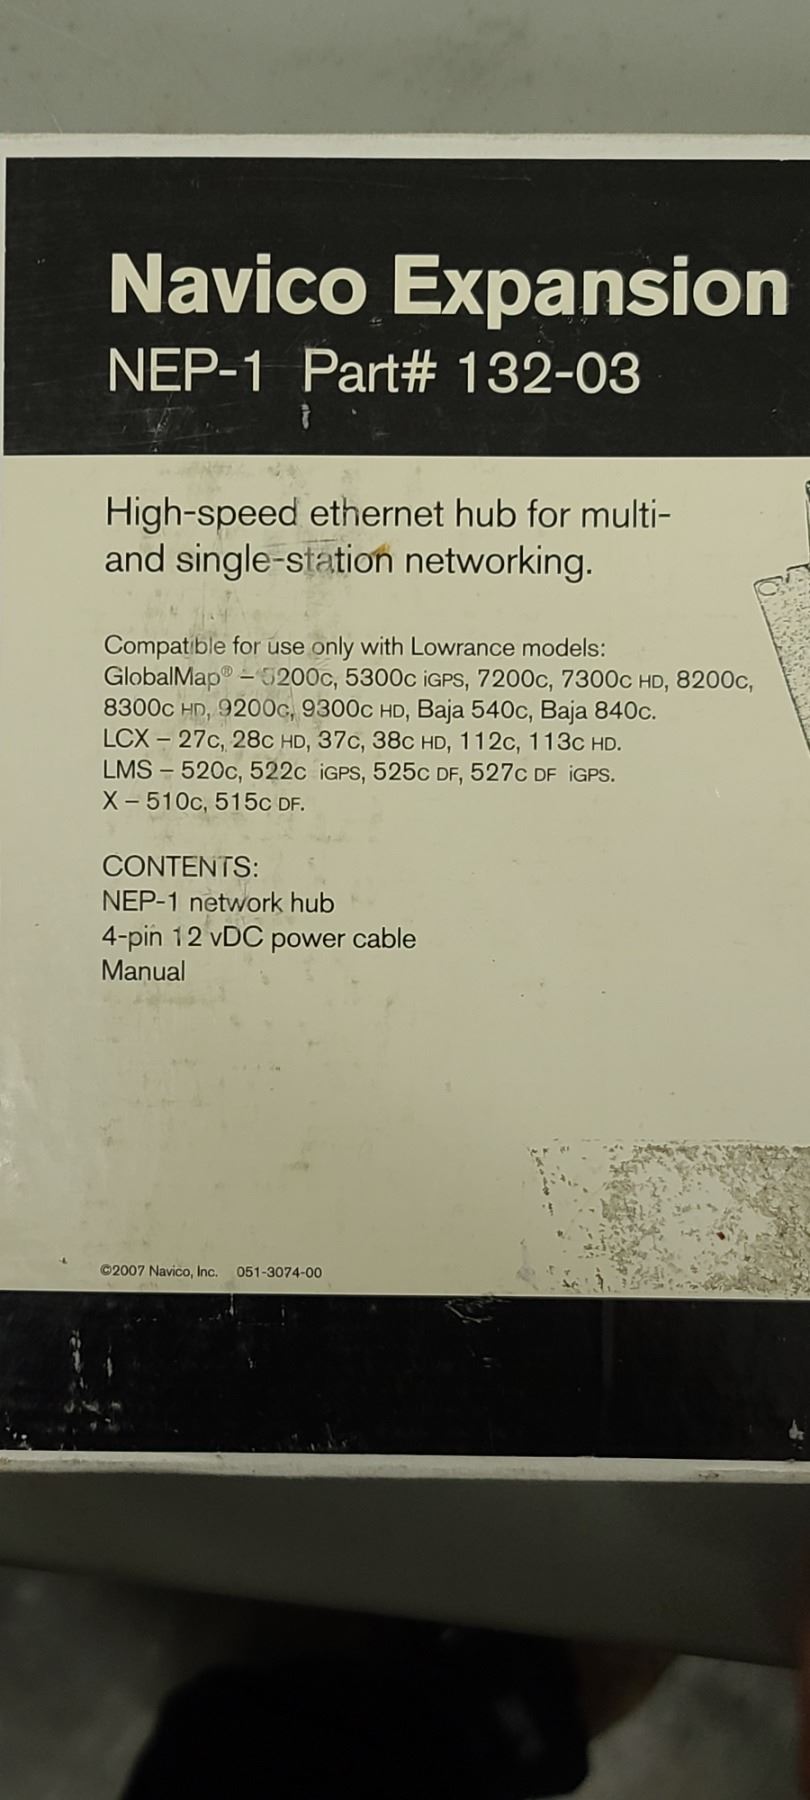 Navico Expansion
NEP-1 Part# 132-03
High-speed ethernet hub for multi-
and single-station networking.
Compatible for use only with Lowrance models:
GlobalMap® – 5200c, 5300c iGPS, 7200c, 7300c HD, 8200c,
8300c HD, 9200c, 9300c HD, Baja 540c, Baja 840c.
LCX – 27c, 28c HD, 37c, 38c HD, 112c, 113c HD.
LMS – 520c, 522c iGPS, 525c DF, 527c DF iGPS.
X – 510c, 515c DF.
CONTENTS:
NEP-1 network hub
4-pin 12 vDC power cable
Manual
©2007 Navico, Inc. 051-3074-00